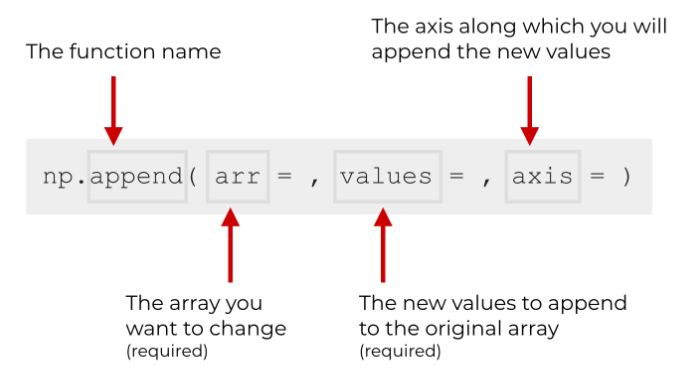 The function name
The axis along which you will
append the new values
np.append( arr = , values = , axis = )
The array you
want to change
(required)
The new values to append
to the original array
(required)